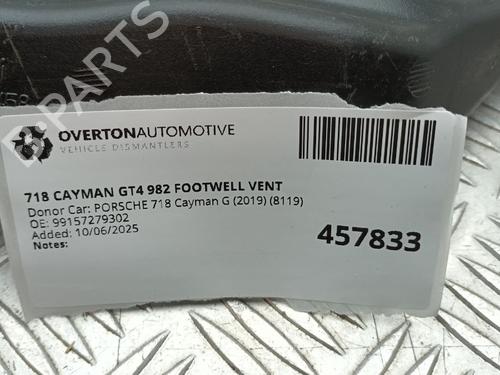 B-PARTS
OVERTONAUTOMOTIVE
VEHICLE DISMANTLERS
718 CAYMAN GT4 982 FOOTWELL VENT
Donor Car: PORSCHE 718 Cayman G (2019) (8119)
OE: 99157279302
Added: 10/06/2025
Notes:
457833